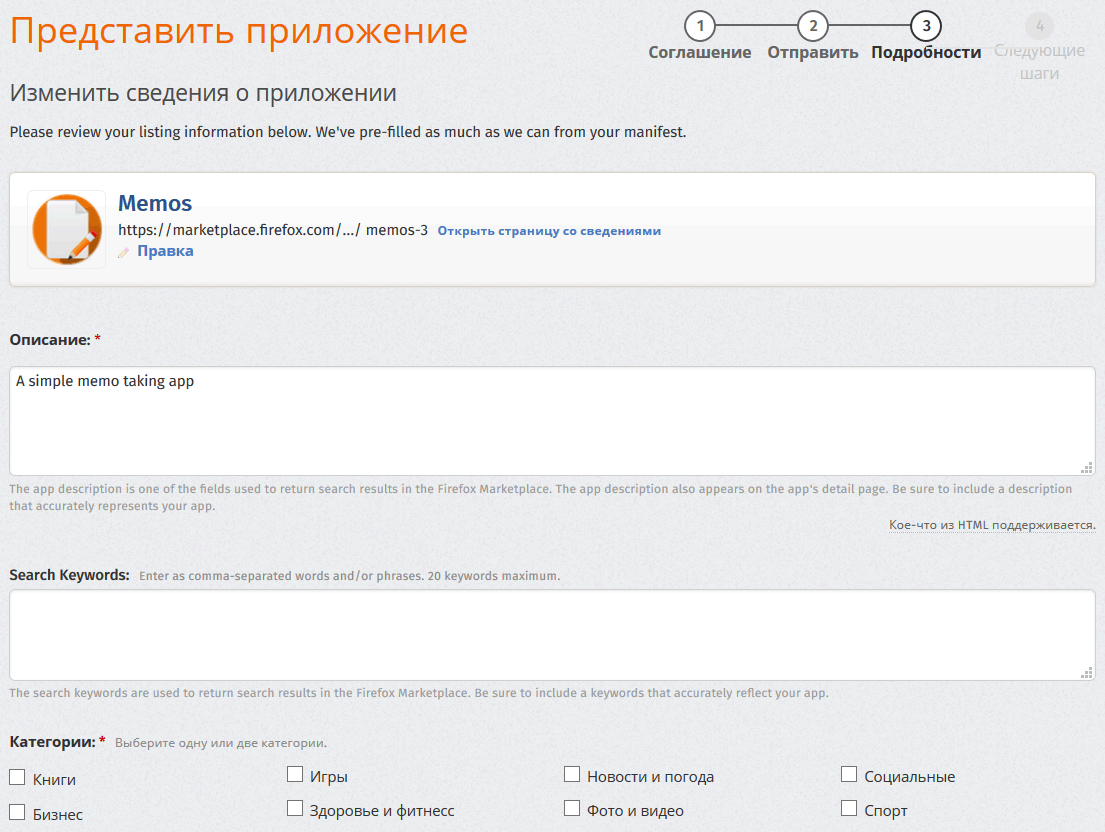 Представить приложение
1
2
3
4
Соглашение
Отправить
Подробности
Следующие
шаги
Изменить сведения о приложении
Please review your listing information below. We've pre-filled as much as we can from your manifest.
Memos
https://marketplace.firefox.com/.../ memos-3 Открыть страницу со сведениями
Правка
Описание: *
A simple memo taking app
The app description is one of the fields used to return search results in the Firefox Marketplace. The app description also appears on the app's detail page. Be sure to include a description
that accurately represents your app.
Кое-что из HTML поддерживается.
Search Keywords: Enter as comma-separated words and/or phrases. 20 keywords maximum.
The search keywords are used to return search results in the Firefox Marketplace. Be sure to include a keywords that accurately reflect your app.
Категории: * Выберите одну или две категории.
Книги
Игры
Новости и погода
Социальные
Бизнес
Здоровье и фитнесс
Фото и видео
Спорт